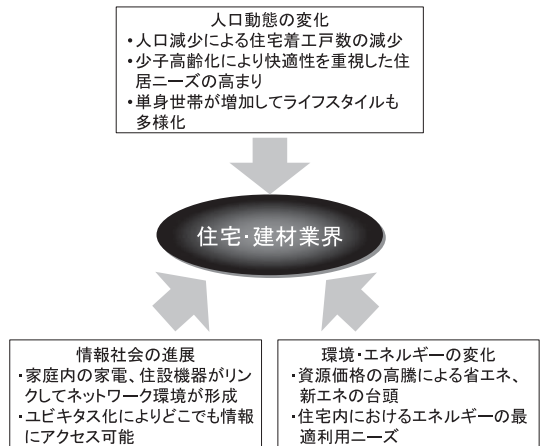 人口動態の変化
・人口減少による住宅着工戸数の減少
・少子高齢化により快適性を重視した住
居ニーズの高まり
・単身世帯が増加してライフスタイルも
多様化
住宅・建材業界
情報社会の進展
・家庭内の家電、住設機器がリン
クしてネットワーク環境が形成
・ユビキタス化によりどこでも情報
にアクセス可能
環境・エネルギーの変化
・資源価格の高騰による省エネ、
新エネの台頭
・住宅内におけるエネルギーの最
適利用ニーズ